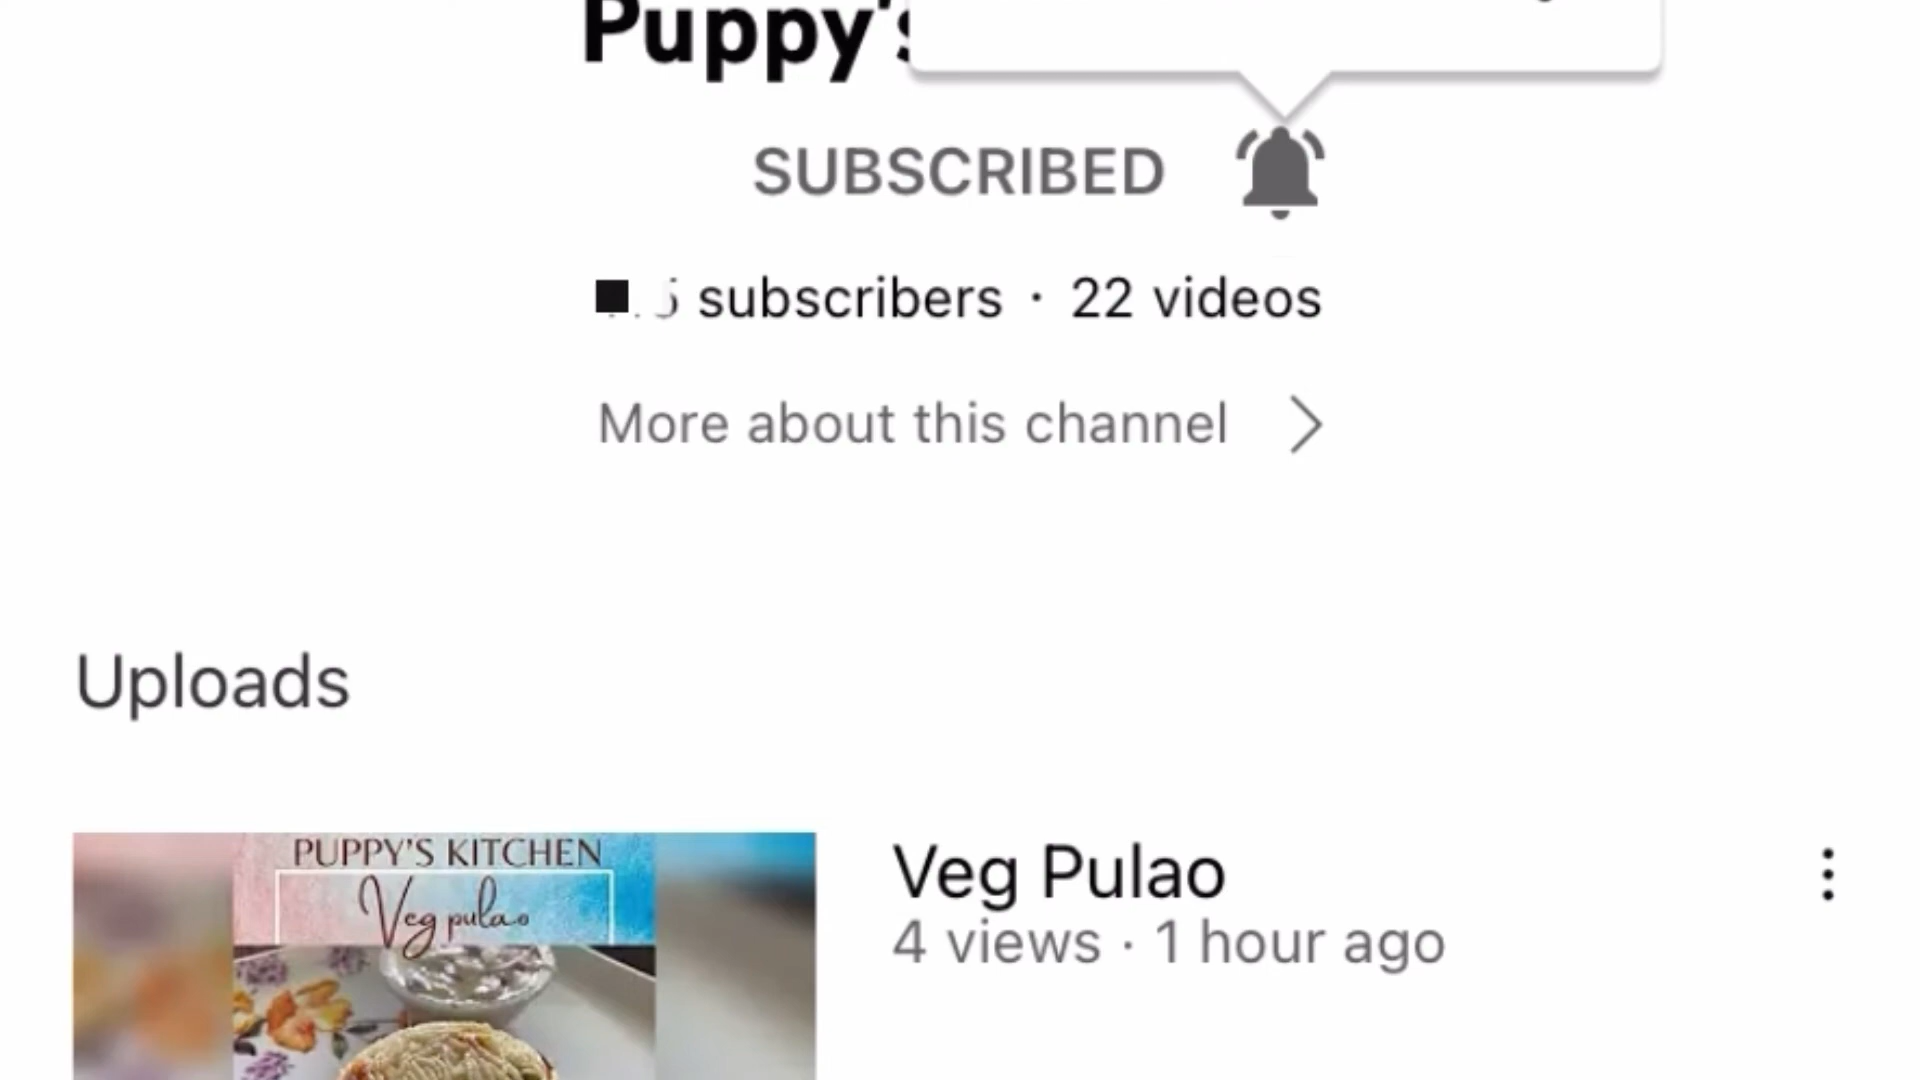 Puppy's
SUBSCRIBED
subscribers · 22 videos
More about this channel
Uploads
PUPPY'S KITCHEN
Veg pulao
Veg Pulao
4 views · 1 hour ago